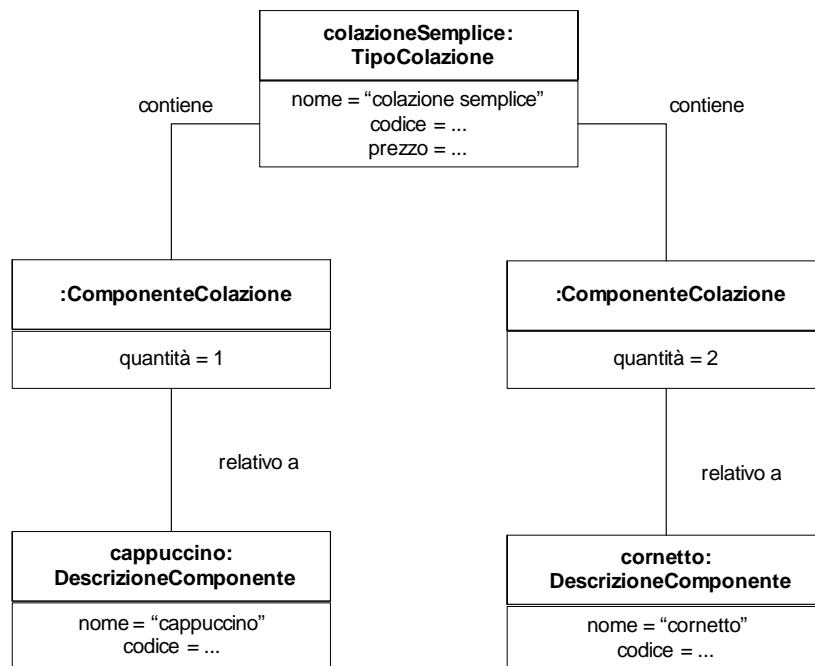 colazioneSemplice:
TipoColazione
nome = “colazione semplice”
codice = ...
prezzo = ...
contiene
contiene
:ComponenteColazione
quantità = 1
:ComponenteColazione
quantità = 2
relativo a
relativo a
cappuccino:
DescrizioneComponente
nome = “cappuccino”
codice = ...
cornetto:
DescrizioneComponente
nome = “cornetto”
codice = ...